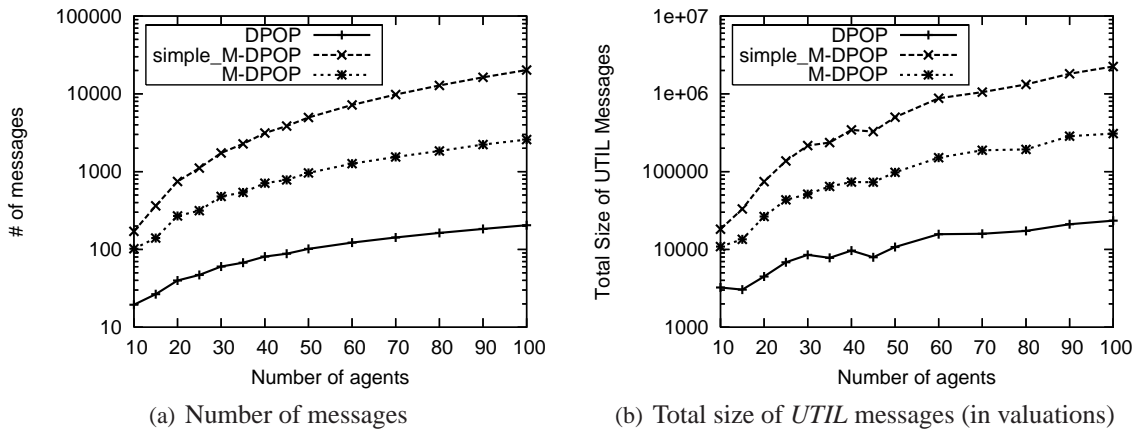 100000
10000
1000
100
10
# of messages
DPOP
simple_M-DPOP
M-DPOP
10 20 30 40 50 60 70 80 90 100
Number of agents
(a) Number of messages
1e+07
1e+06
100000
10000
1000
Total Size of UTIL Messages
DPOP
simple_M-DPOP
M-DPOP
10 20 30 40 50 60 70 80 90 100
Number of agents
(b) Total size of UTIL messages (in valuations)